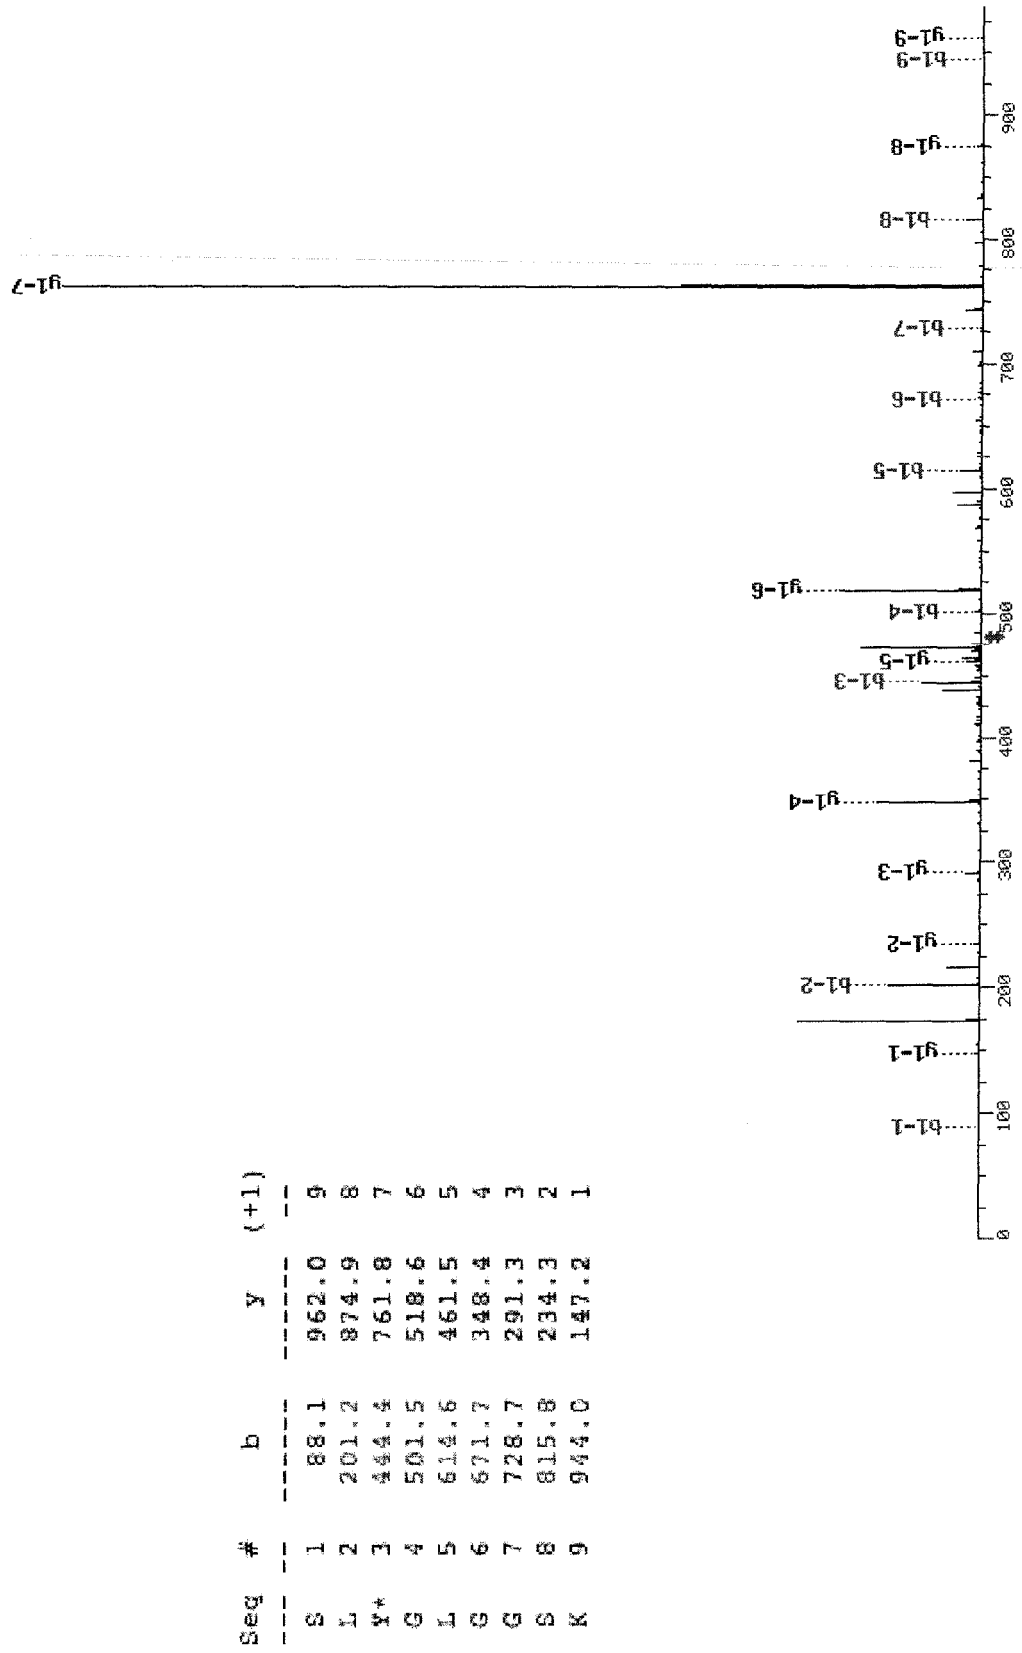 Seq # b y (+1)
-- -- ----- ----- --
S 1 88.1 962.0 9
L 2 201.2 874.9 8
Y* 3 444.4 761.8 7
G 4 501.5 518.6 6
L 5 614.6 461.5 5
G 6 671.7 348.4 4
G 7 728.7 291.3 3
S 8 815.8 234.3 2
K 9 944.0 147.2 1
b1-1
y1-1
b1-2
y1-2
y1-3
y1-4
b1-3
y1-5
b1-4
y1-6
b1-5
b1-6
b1-7
y1-7
b1-8
y1-8
b1-9
y1-9
0 100 200 300 400 500 600 700 800 900